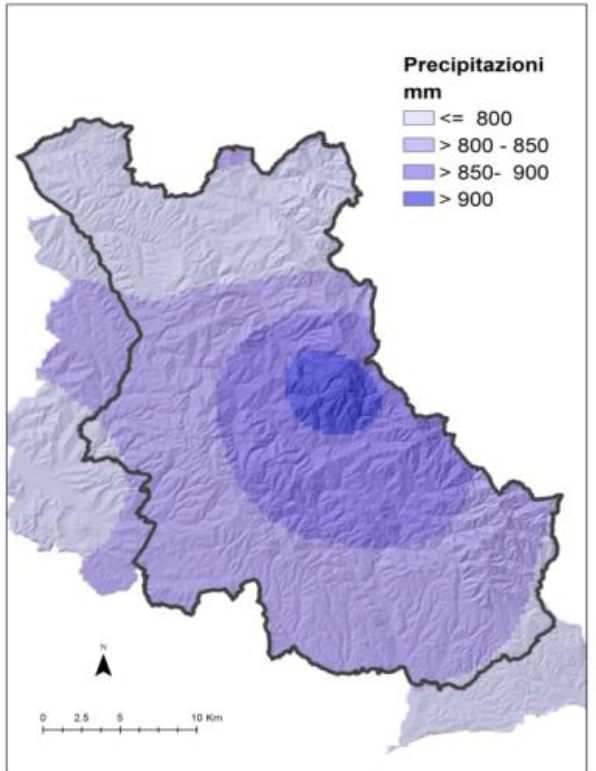 Precipitazioni
mm
<= 800
> 800 - 850
> 850- 900
> 900
N
0 2.5 5 10 Km